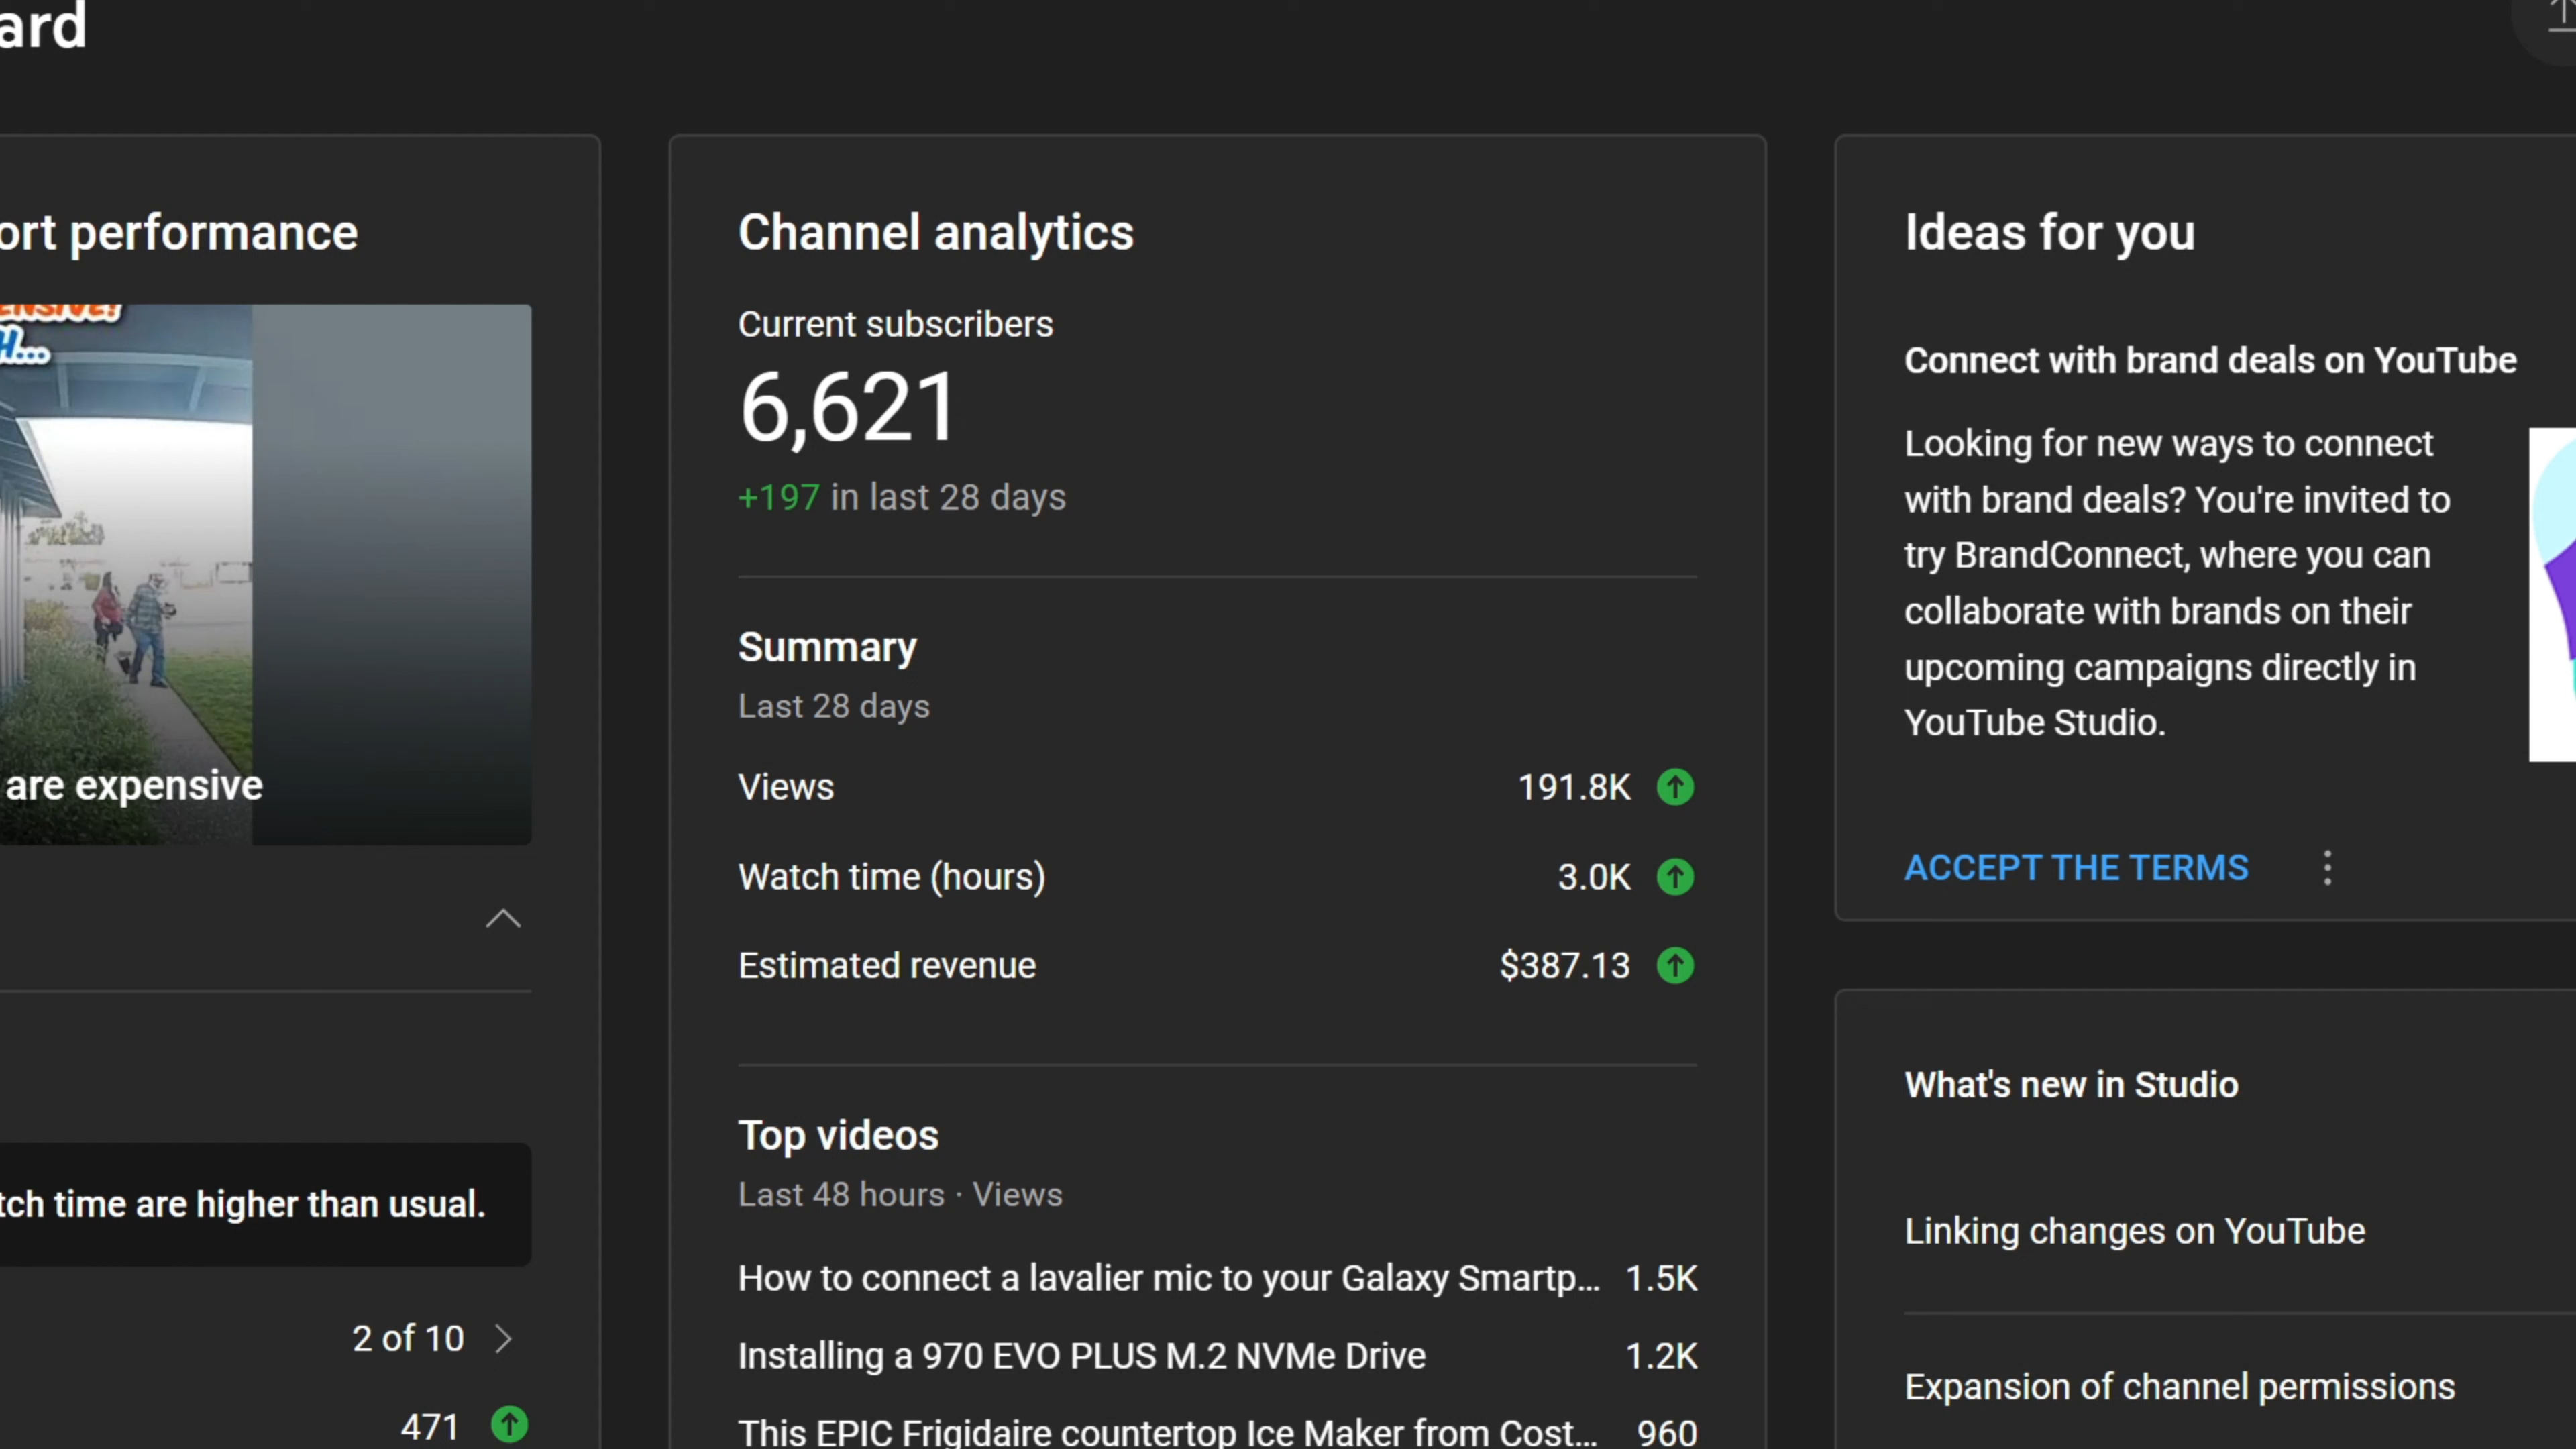 ard
ort performance
ENSIVE!
H...
are expensive
tch time are higher than usual.
2 of 10
471
Channel analytics
Current subscribers
6,621
+197 in last 28 days
Summary
Last 28 days
Views 191.8K
Watch time (hours) 3.0K
Estimated revenue $387.13
Top videos
Last 48 hours · Views
How to connect a lavalier mic to your Galaxy Smartp... 1.5K
Installing a 970 EVO PLUS M.2 NVMe Drive 1.2K
This EPIC Frigidaire countertop Ice Maker from Cost... 960
Ideas for you
Connect with brand deals on YouTube
Looking for new ways to connect
with brand deals? You're invited to
try BrandConnect, where you can
collaborate with brands on their
upcoming campaigns directly in
YouTube Studio.
ACCEPT THE TERMS
What's new in Studio
Linking changes on YouTube
Expansion of channel permissions